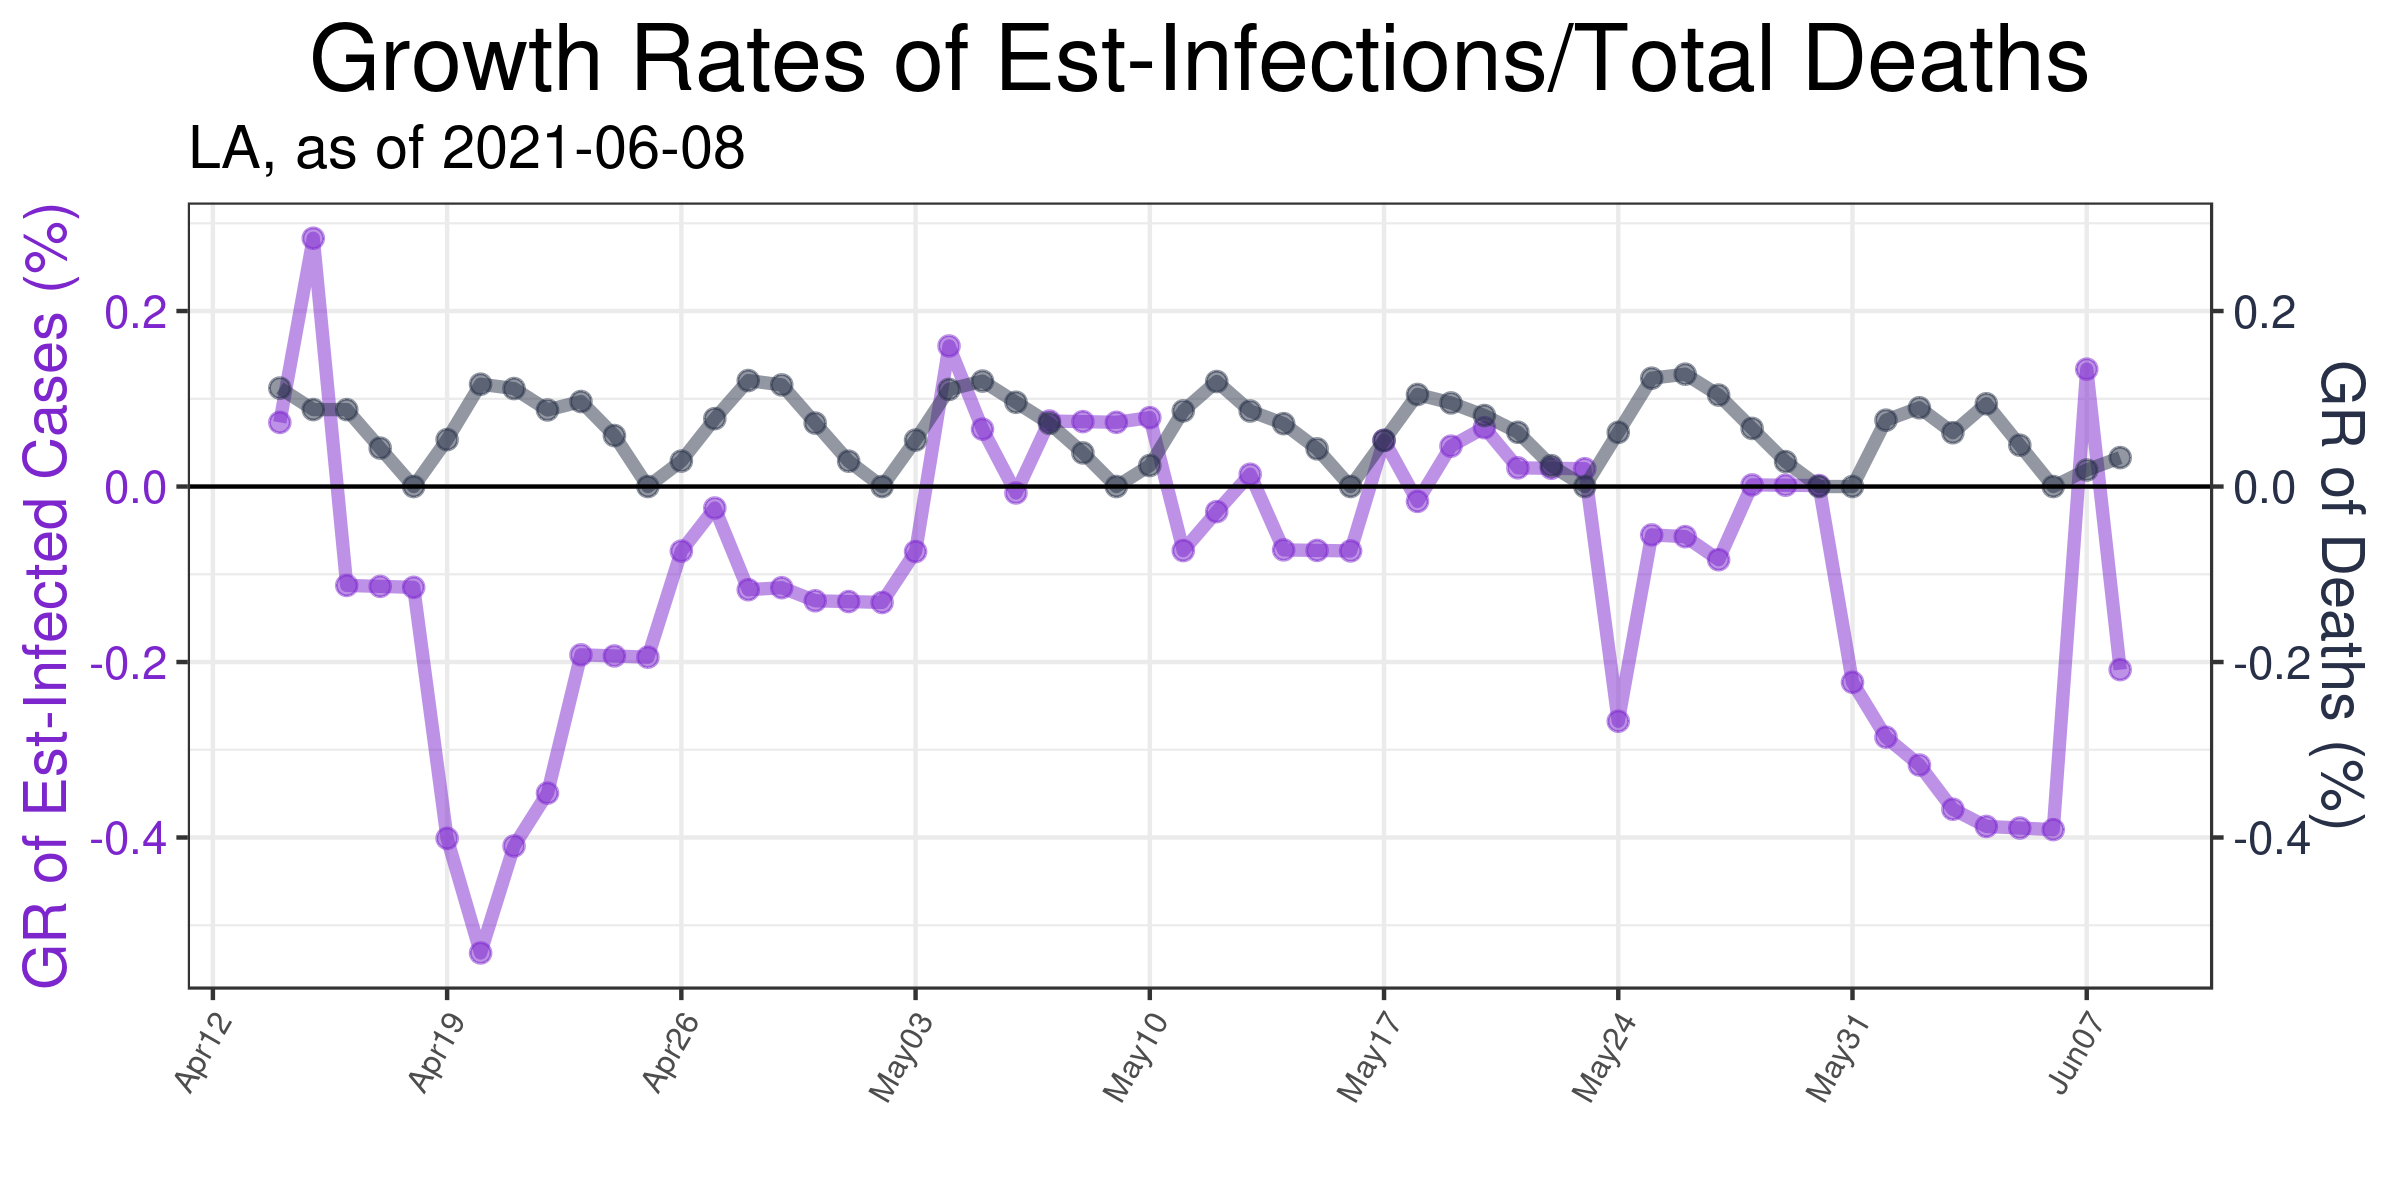 Growth Rates of Est-Infections/Total Deaths
LA, as of 2021-06-08
GR of Est-Infected Cases (%)
0.2
0.0
-0.2
-0.4
0.2
0.0
-0.2
-0.4
GR of Deaths (%)
Apr12
Apr19
Apr26
May03
May10
May17
May24
May31
Jun07